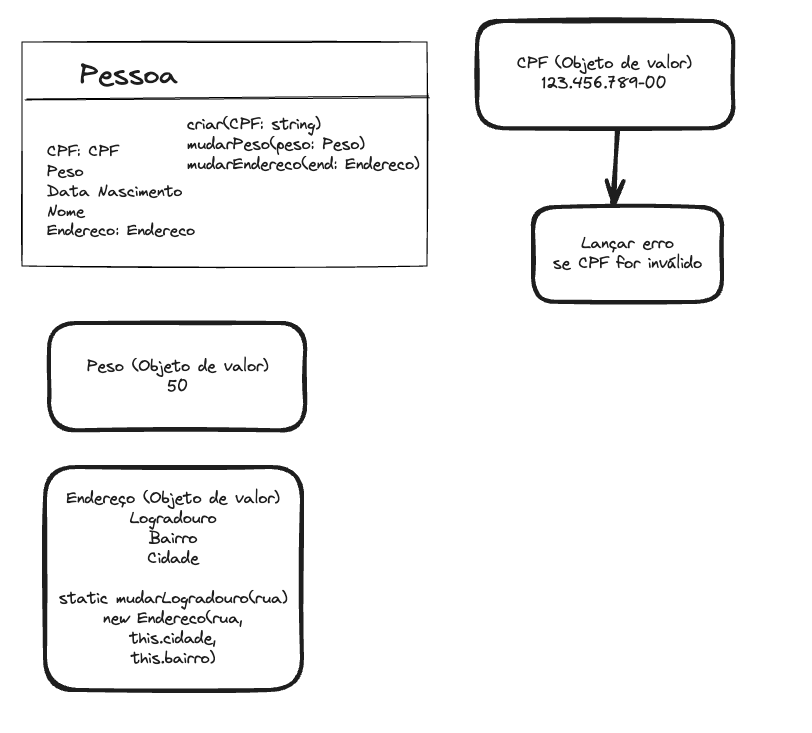 Pessoa
CPF: CPF
Peso
Data Nascimento
Nome
Endereco: Endereco
criar(CPF: string)
mudarPeso(peso: Peso)
mudarEndereco(end: Endereco)
CPF (Objeto de valor)
123.456.789-00
Lançar erro
se CPF for inválido
Peso (Objeto de valor)
50
Endereço (Objeto de valor)
Logradouro
Bairro
Cidade
static mudarLogradouro(rua)
new Endereco(rua,
this.cidade,
this.bairro)